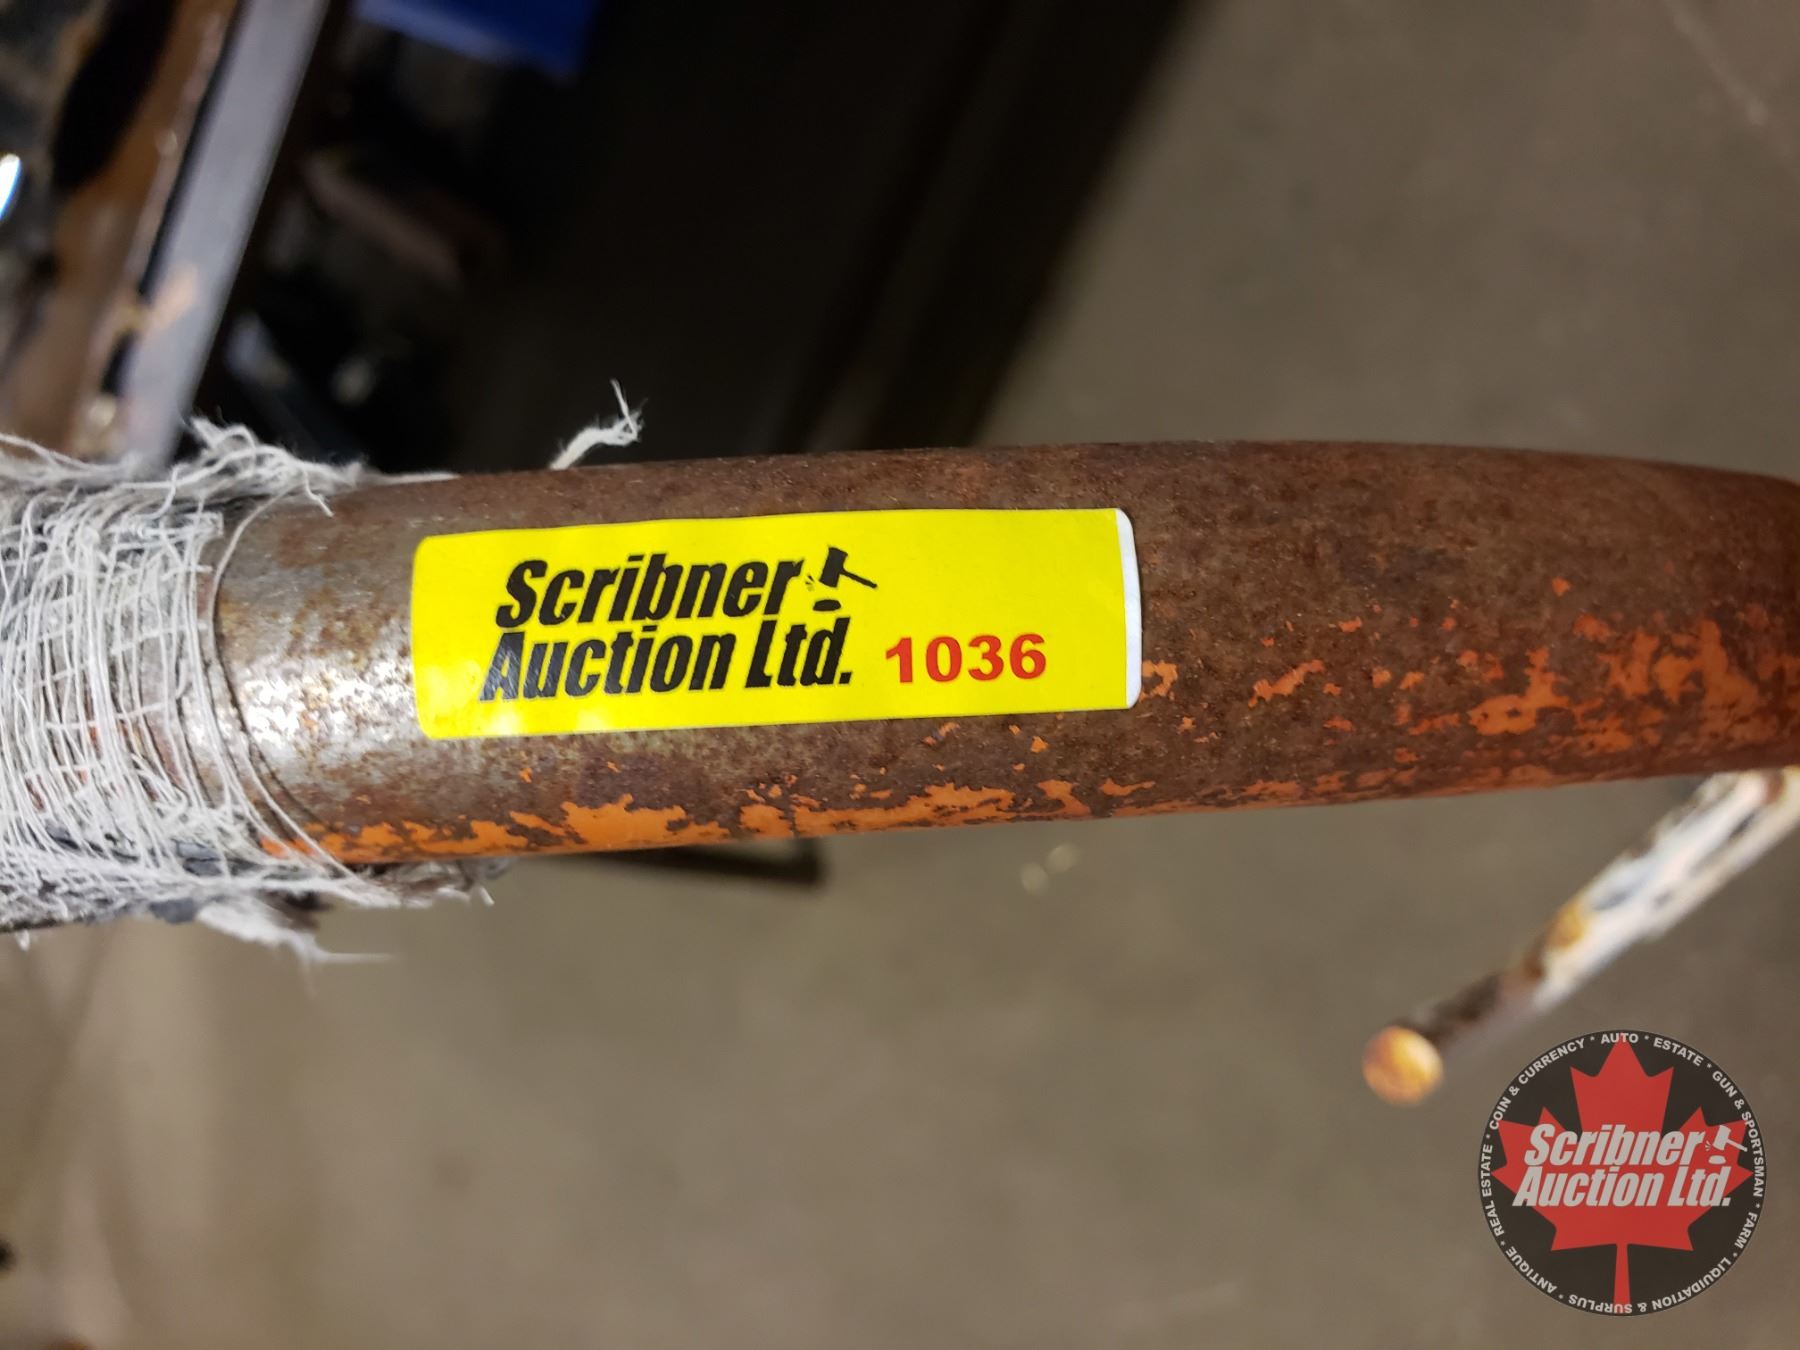 Scribner
Auction Ltd. 1036
COIN & CURRENCY * AUTO * ESTATE * GUN & SPORTSMAN * FARM * LIQUIDATION & SURPLUS * ANTIQUE * REAL ESTATE *
Scribner
Auction Ltd.